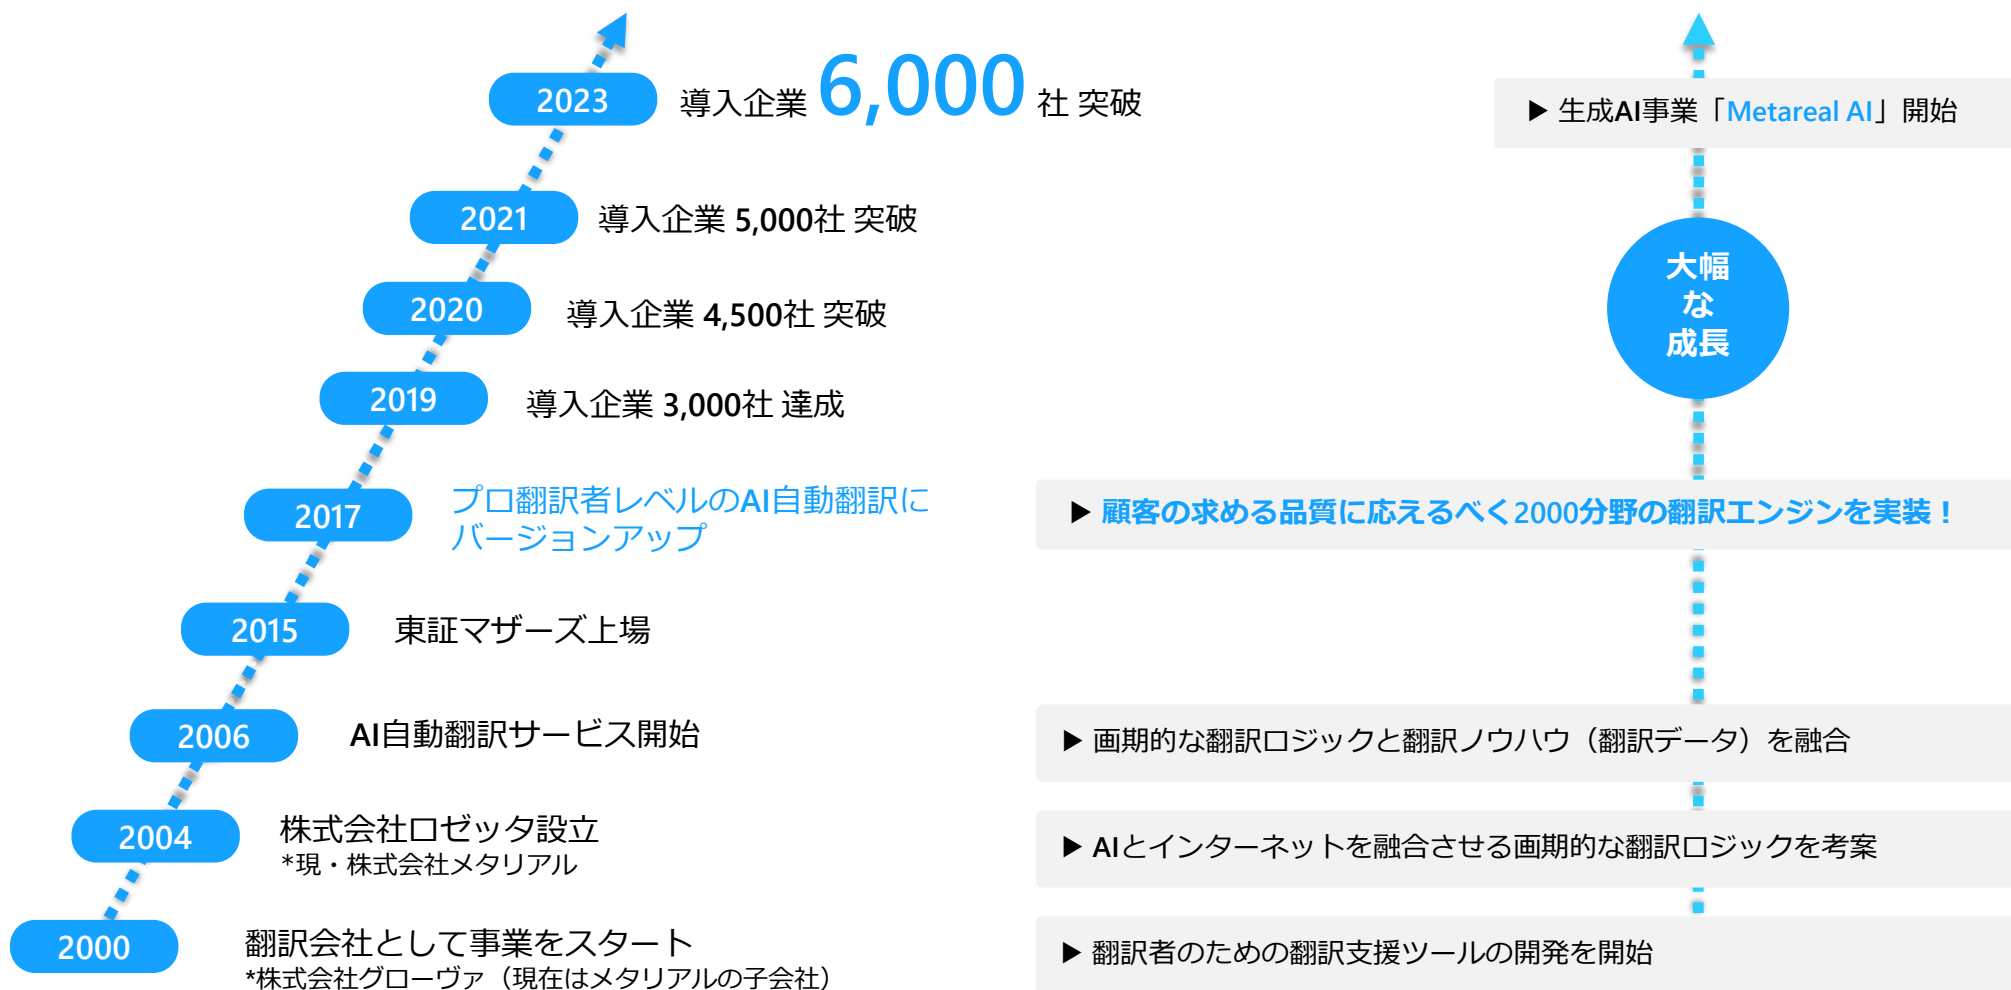 2023
導入企業 6,000 社 突破
▶ 生成AI事業「Metareal AI」開始
2021
導入企業 5,000社 突破
大幅
な
成長
2020
導入企業 4,500社 突破
2019
導入企業 3,000社 達成
2017
プロ翻訳者レベルのAI自動翻訳に
バージョンアップ
▶ 顧客の求める品質に応えるべく2000分野の翻訳エンジンを実装！
2015
東証マザーズ上場
2006
AI自動翻訳サービス開始
▶ 画期的な翻訳ロジックと翻訳ノウハウ（翻訳データ）を融合
2004
株式会社ロゼッタ設立
*現・株式会社メタリアル
▶ AIとインターネットを融合させる画期的な翻訳ロジックを考案
2000
翻訳会社として事業をスタート
*株式会社グローヴァ（現在はメタリアルの子会社）
▶ 翻訳者のための翻訳支援ツールの開発を開始